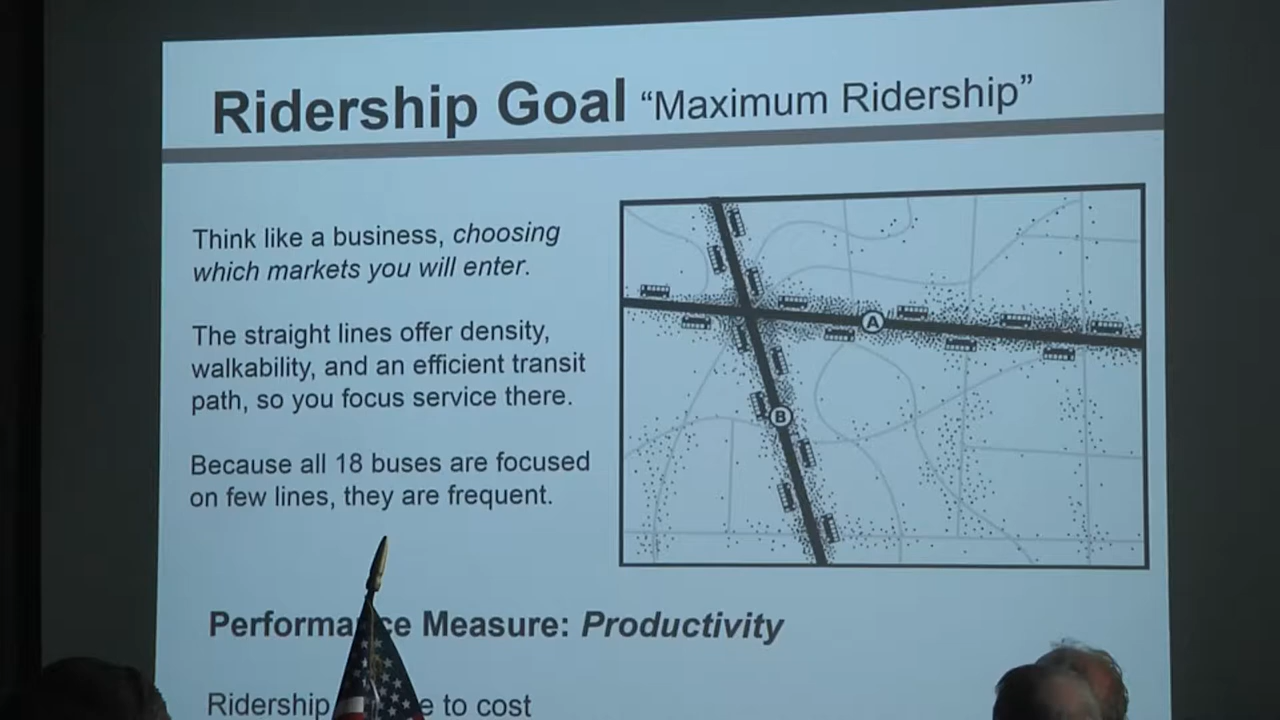 Ridership Goal “Maximum Ridership”
Think like a business, choosing
which markets you will enter.
The straight lines offer density,
walkability, and an efficient transit
path, so you focus service there.
Because all 18 buses are focused
on few lines, they are frequent.
A
B
Performance Measure: Productivity
Ridership to cost